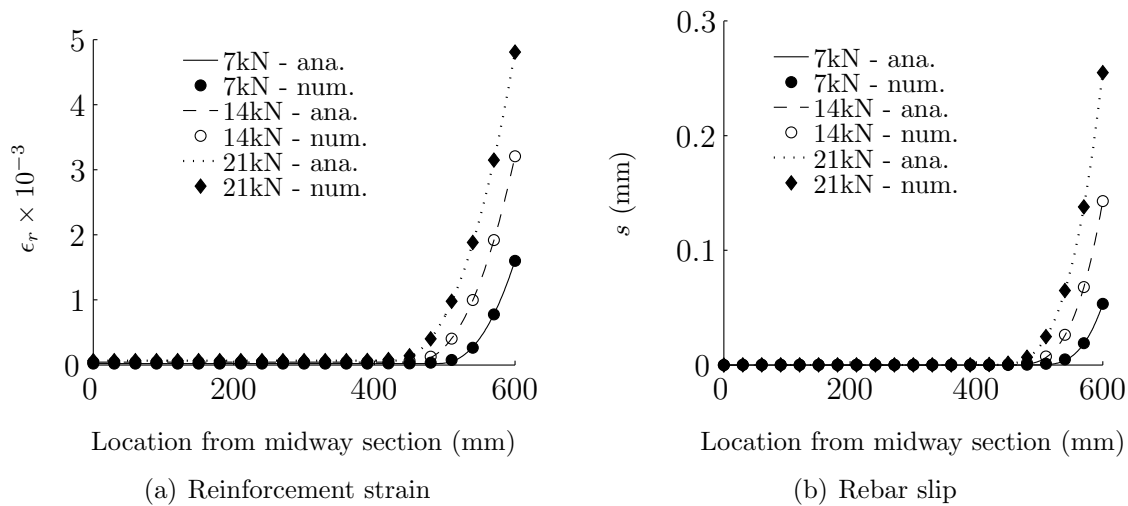 5
4
3
2
1
0
0
200
400
600
ϵr × 10−3
7kN - ana.
7kN - num.
14kN - ana.
14kN - num.
21kN - ana.
21kN - num.
Location from midway section (mm)
(a) Reinforcement strain
0.3
0.2
0.1
0
0
200
400
600
s (mm)
7kN - ana.
7kN - num.
14kN - ana.
14kN - num.
21kN - ana.
21kN - num.
Location from midway section (mm)
(b) Rebar slip